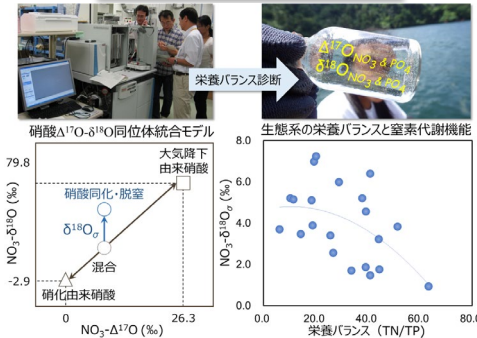 栄養バランス診断
Δ17ONO3 & PO4
δ18ONO3 & PO4
硝酸Δ17O-δ18O同位体統合モデル
生態系の栄養バランスと窒素代謝機能
NO3-δ18O (‰)
79.8
-2.9
大気降下
由来硝酸
硝酸同化・脱窒
δ18Oσ
混合
硝化由来硝酸
0
26.3
NO3-Δ17O (‰)
NO3-δ18Oσ (‰)
8.0
6.0
4.0
2.0
0.0
0.0
20.0
40.0
60.0
80.0
栄養バランス（TN/TP）